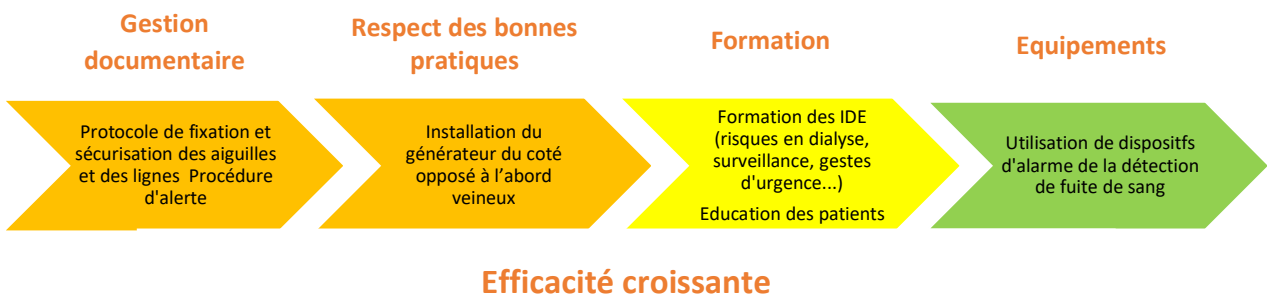 Gestion
documentaire
Respect des bonnes
pratiques
Formation
Equipements
Protocole de fixation et
sécurisation des aiguilles
et des lignes Procédure
d'alerte
Installation du
générateur du coté
opposé à l'abord
veineux
Formation des IDE
(risques en dialyse,
surveillance, gestes
d'urgence...)
Education des patients
Utilisation de dispositfs
d'alarme de la détection
de fuite de sang
Efficacité croissante